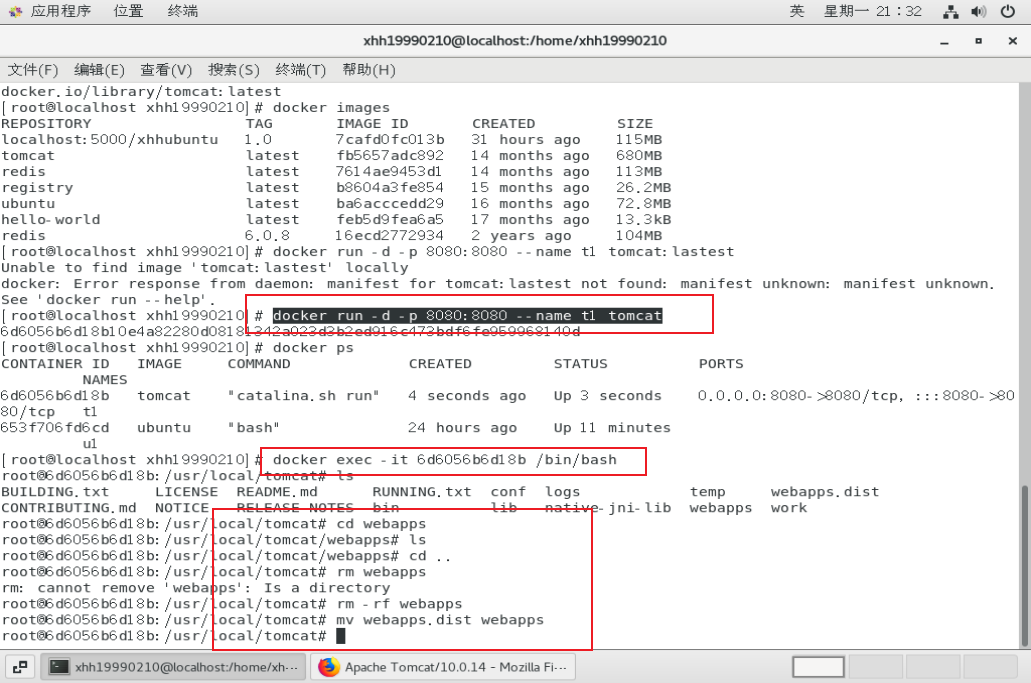 应用程序 位置 终端 英 星期一 21：32
xhh19990210@localhost:/home/xhh19990210
文件(F) 编辑(E) 查看(V) 搜索(S) 终端(T) 帮助(H)
docker.io/library/tomcat:latest
[root@localhost xhh19990210]# docker images
REPOSITORY TAG IMAGE ID CREATED SIZE
localhost:5000/xhhubuntu 1.0 7cafd0fc013b 31 hours ago 115MB
tomcat latest fb5657adc892 14 months ago 680MB
redis latest 7614ae9453d1 14 months ago 113MB
registry latest b8604a3fe854 15 months ago 26.2MB
ubuntu latest ba6acccedd29 16 months ago 72.8MB
hello-world latest feb5d9fea6a5 17 months ago 13.3kB
redis 6.0.8 16ecd2772934 2 years ago 104MB
[root@localhost xhh19990210]# docker run -d -p 8080:8080 --name t1 tomcat:lastest
Unable to find image 'tomcat:lastest' locally
docker: Error response from daemon: manifest for tomcat:lastest not found: manifest unknown: manifest unknown.
See 'docker run --help'.
[root@localhost xhh19990210]# docker run -d -p 8080:8080 --name t1 tomcat
6d6056b6d18b10e4a82280d08181342a023d3b2ed916c473bdf6fe959968140d
[root@localhost xhh19990210]# docker ps
CONTAINER ID IMAGE COMMAND CREATED STATUS PORTS
NAMES
6d6056b6d18b tomcat "catalina.sh run" 4 seconds ago Up 3 seconds 0.0.0.0:8080->8080/tcp, :::8080->80
80/tcp t1
653f706fd6cd ubuntu "bash" 24 hours ago Up 11 minutes
u1
[root@localhost xhh19990210]# docker exec -it 6d6056b6d18b /bin/bash
root@6d6056b6d18b:/usr/local/tomcat# ls
BUILDING.txt LICENSE README.md RUNNING.txt conf logs temp webapps.dist
CONTRIBUTING.md NOTICE RELEASE-NOTES bin lib native-jni-lib webapps work
root@6d6056b6d18b:/usr/local/tomcat# cd webapps
root@6d6056b6d18b:/usr/local/tomcat/webapps# ls
root@6d6056b6d18b:/usr/local/tomcat/webapps# cd ..
root@6d6056b6d18b:/usr/local/tomcat# rm webapps
rm: cannot remove 'webapps': Is a directory
root@6d6056b6d18b:/usr/local/tomcat# rm -rf webapps
root@6d6056b6d18b:/usr/local/tomcat# mv webapps.dist webapps
root@6d6056b6d18b:/usr/local/tomcat#
xhh19990210@localhost:/home/xh··· Apache Tomcat/10.0.14 - Mozilla Fi···